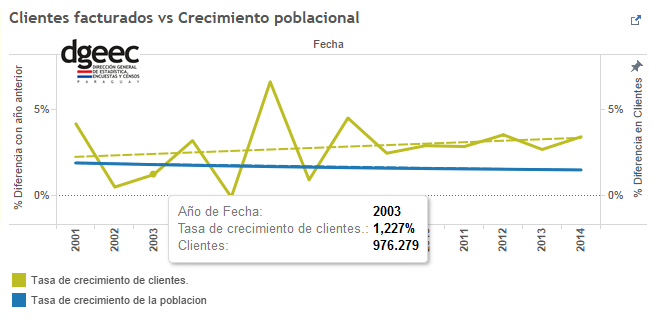 Clientes facturados vs Crecimiento poblacional
Fecha
dgeec
DIRECCIÓN GENERAL
DE ESTADÍSTICA,
ENCUESTAS Y CENSOS
PARAGUAY
% Diferencia con año anterior
% Diferencia en Clientes
5%
5%
0%
0%
Año de Fecha: 2003
Tasa de crecimiento de clientes.: 1,227%
Clientes: 976.279
2001
2002
2003
2011
2012
2013
2014
Tasa de crecimiento de clientes.
Tasa de crecimiento de la poblacion